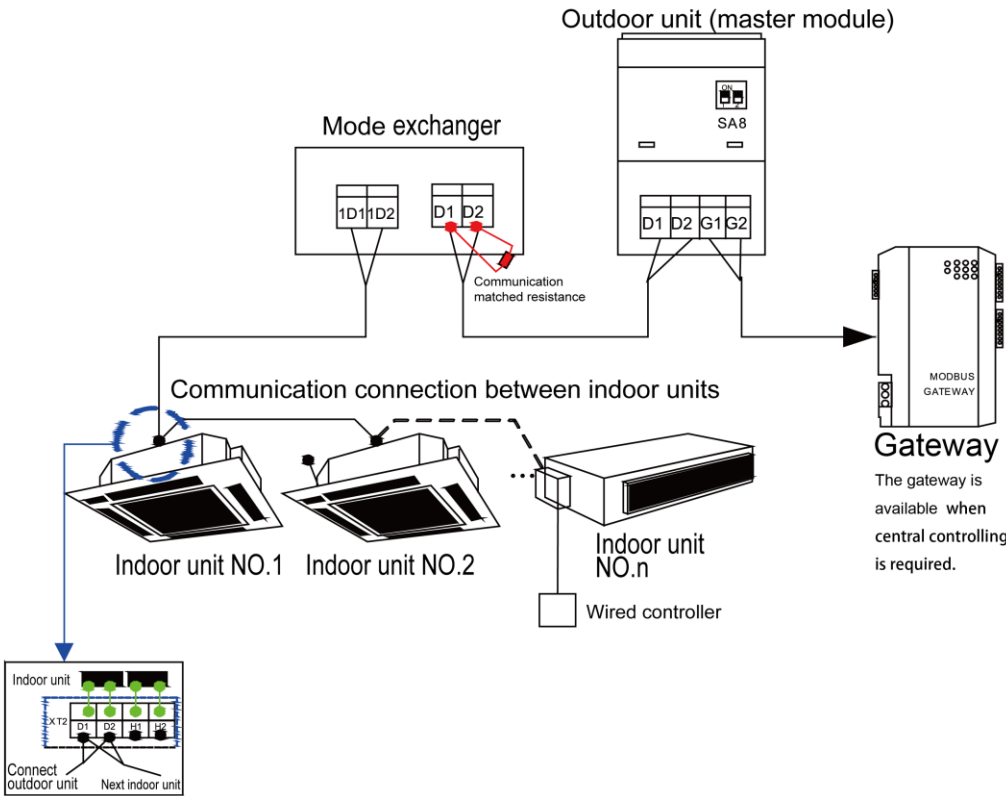 Outdoor unit (master module)
ON
1 2
SA8
Mode exchanger
1D1 1D2
D1 D2
D1 D2 G1 G2
Communication
matched resistance
MODBUS
GATEWAY
Communication connection between indoor units
Gateway
The gateway is
available when
central controlling
is required.
Indoor unit NO.1
Indoor unit NO.2
Indoor unit
NO.n
Wired controller
Indoor unit
XT2
D1 D2 H1 H2
Connect
outdoor unit
Next indoor unit